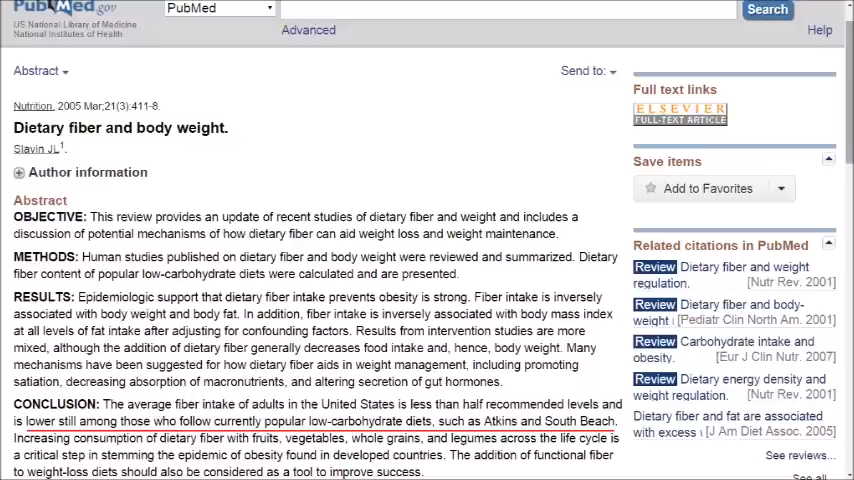 PubMed.gov
US National Library of Medicine
National Institutes of Health
PubMed
Search
Advanced
Help
Abstract
Send to:
Nutrition. 2005 Mar;21(3):411-8.
Dietary fiber and body weight.
Slavin JL1.
Author information
Abstract
OBJECTIVE: This review provides an update of recent studies of dietary fiber and weight and includes a
discussion of potential mechanisms of how dietary fiber can aid weight loss and weight maintenance.
METHODS: Human studies published on dietary fiber and body weight were reviewed and summarized. Dietary
fiber content of popular low-carbohydrate diets were calculated and are presented.
RESULTS: Epidemiologic support that dietary fiber intake prevents obesity is strong. Fiber intake is inversely
associated with body weight and body fat. In addition, fiber intake is inversely associated with body mass index
at all levels of fat intake after adjusting for confounding factors. Results from intervention studies are more
mixed, although the addition of dietary fiber generally decreases food intake and, hence, body weight. Many
mechanisms have been suggested for how dietary fiber aids in weight management, including promoting
satiation, decreasing absorption of macronutrients, and altering secretion of gut hormones.
CONCLUSION: The average fiber intake of adults in the United States is less than half recommended levels and
is lower still among those who follow currently popular low-carbohydrate diets, such as Atkins and South Beach.
Increasing consumption of dietary fiber with fruits, vegetables, whole grains, and legumes across the life cycle is
a critical step in stemming the epidemic of obesity found in developed countries. The addition of functional fiber
to weight-loss diets should also be considered as a tool to improve success.
Full text links
ELSEVIER
FULL-TEXT ARTICLE
Save items
Add to Favorites
Related citations in PubMed
Review Dietary fiber and weight
regulation. [Nutr Rev. 2001]
Review Dietary fiber and body-
weight [Pediatr Clin North Am. 2001]
Review Carbohydrate intake and
obesity. [Eur J Clin Nutr. 2007]
Review Dietary energy density and
weight regulation. [Nutr Rev. 2001]
Dietary fiber and fat are associated
with excess [J Am Diet Assoc. 2005]
See reviews...
See all